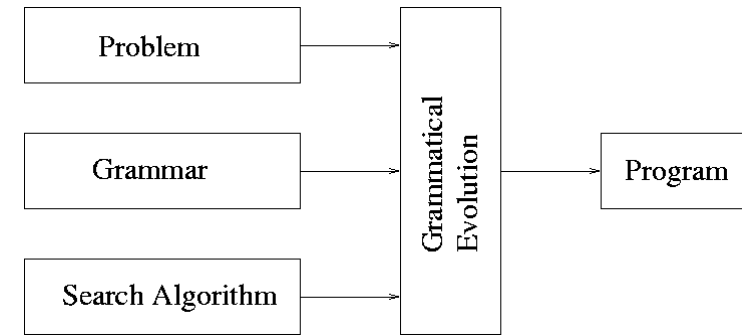 Problem
Grammar
Search Algorithm
Grammatical
Evolution
Program